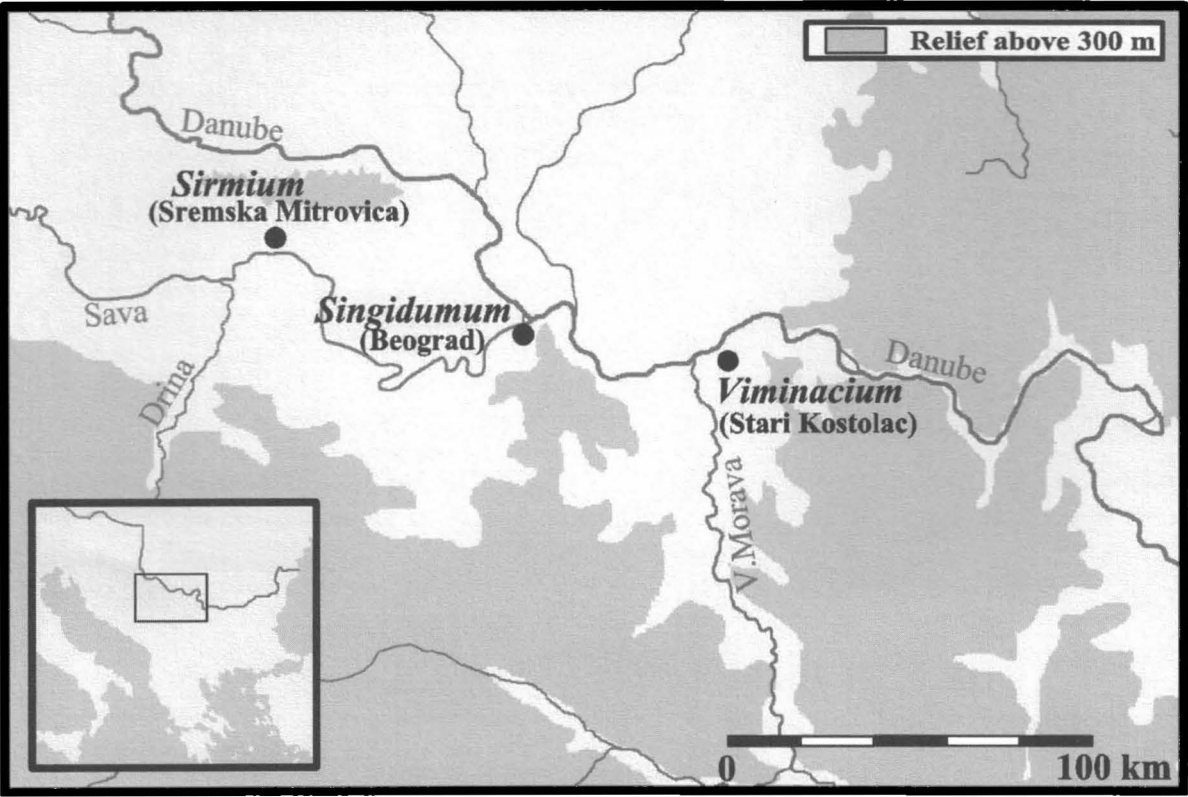 Relief above 300 m
Danube
Sirmium
(Sremska Mitrovica)
Sava
Singidumum
(Beograd)
Drina
Danube
Viminacium
(Stari Kostolac)
V.Morava
0
100 km